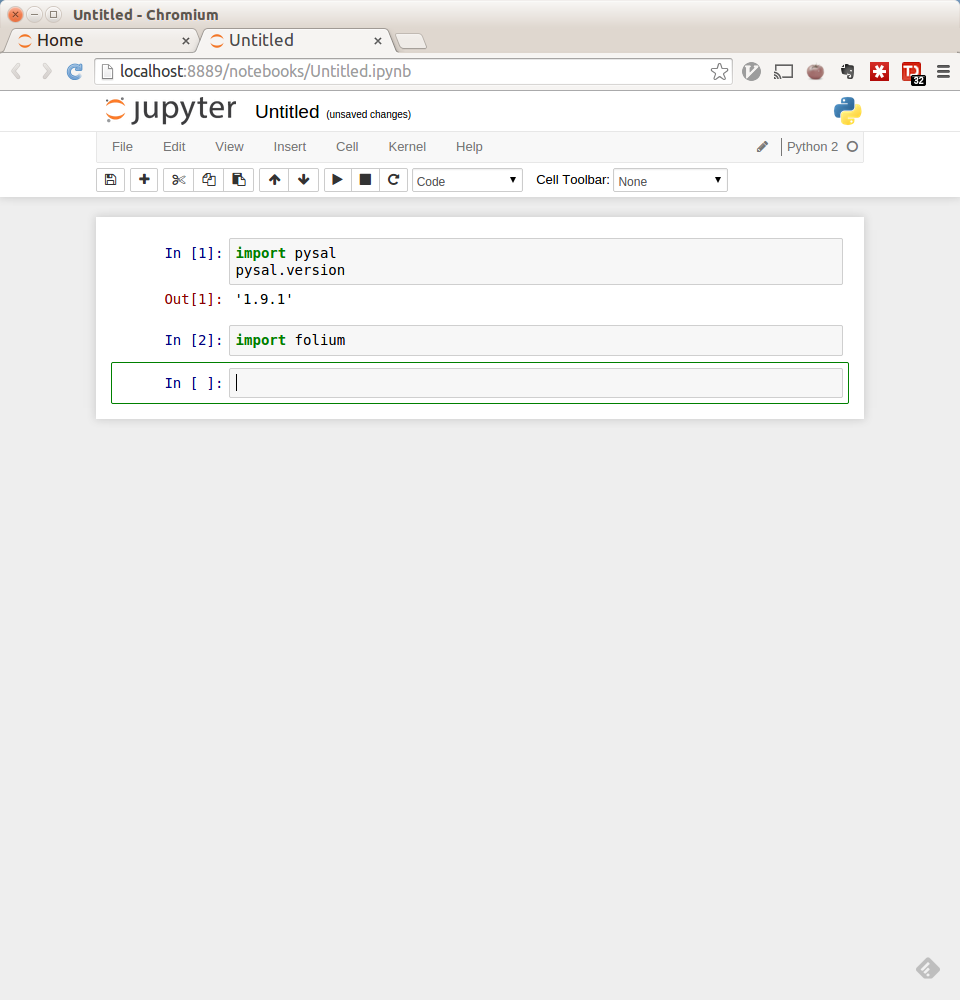 Untitled - Chromium
Home
Untitled
localhost:8889/notebooks/Untitled.ipynb
32
jupyter Untitled (unsaved changes)
File Edit View Insert Cell Kernel Help Python 2
Code Cell Toolbar: None
In [1]: import pysal
pysal.version
Out[1]: '1.9.1'
In [2]: import folium
In [ ]: